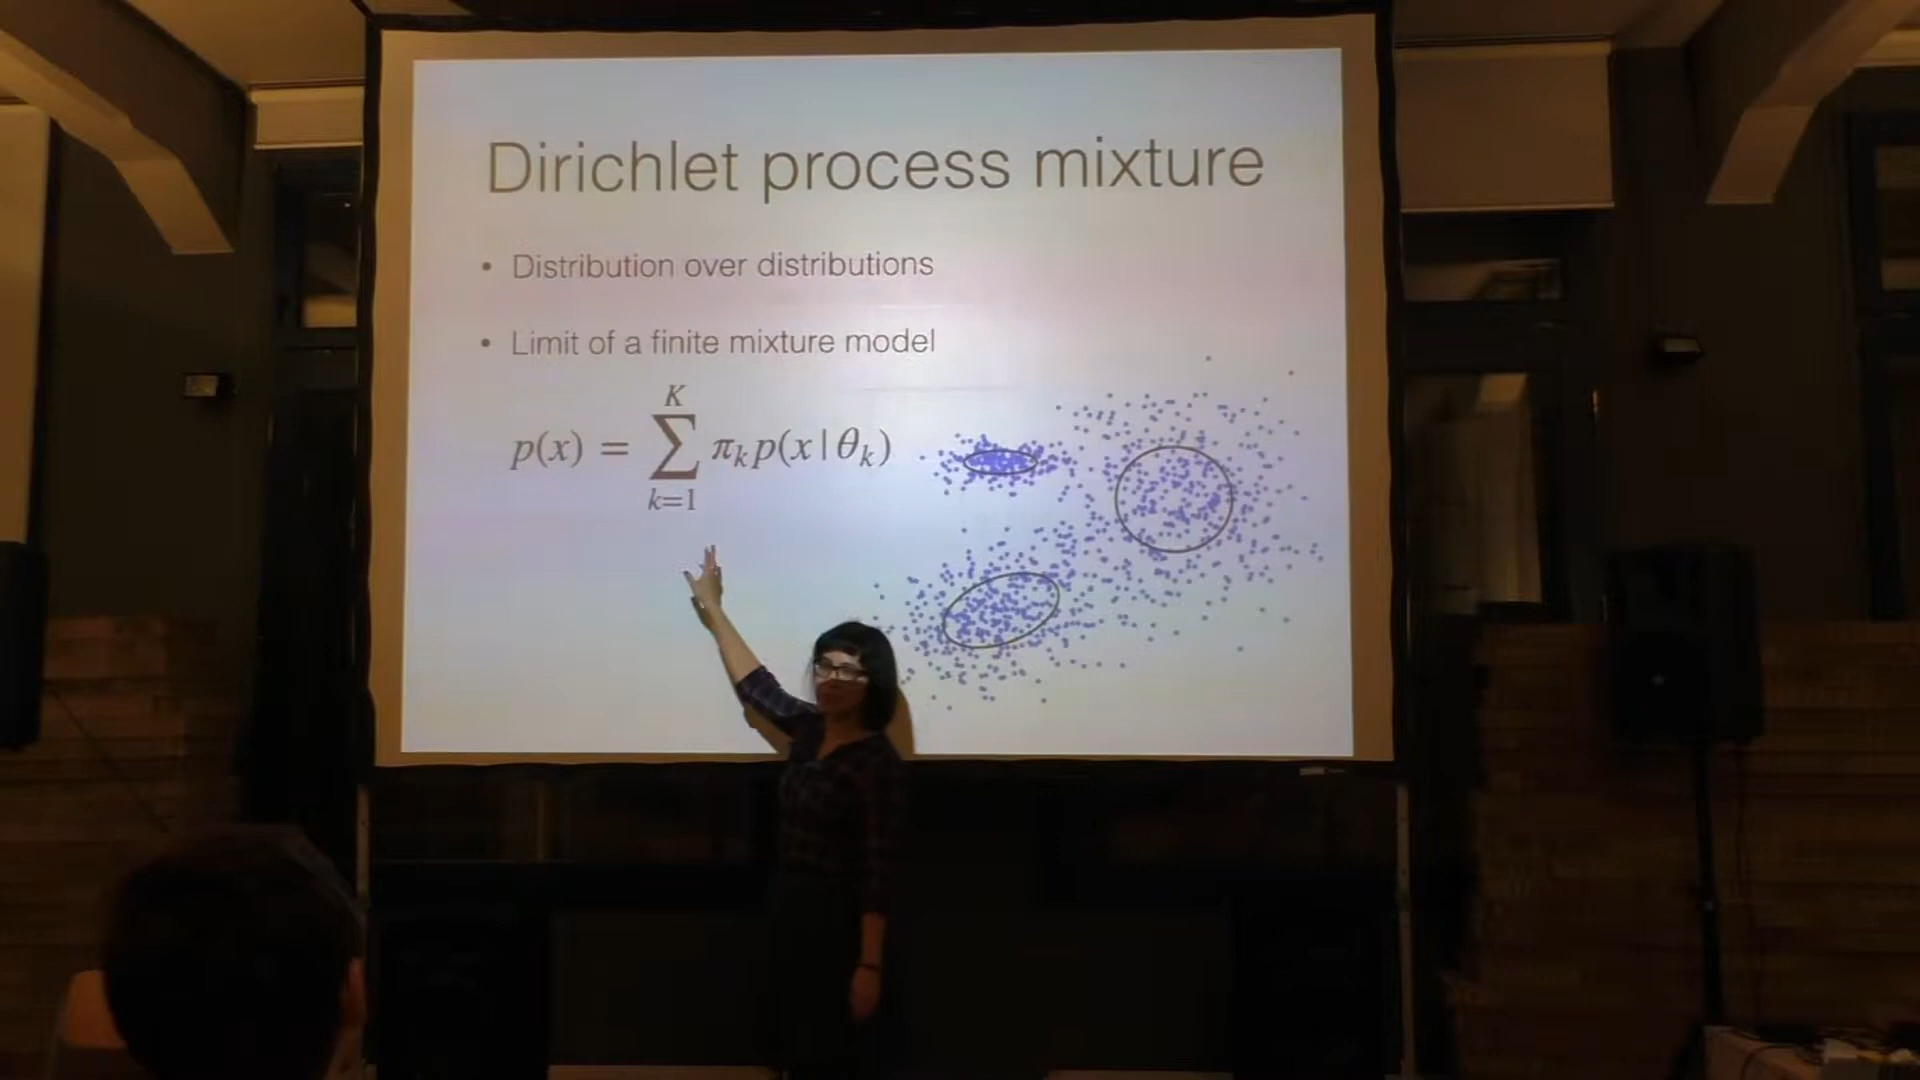 Dirichlet process mixture
• Distribution over distributions
• Limit of a finite mixture model
K
p(x) = ∑ π_k p(x | θ_k)
k=1